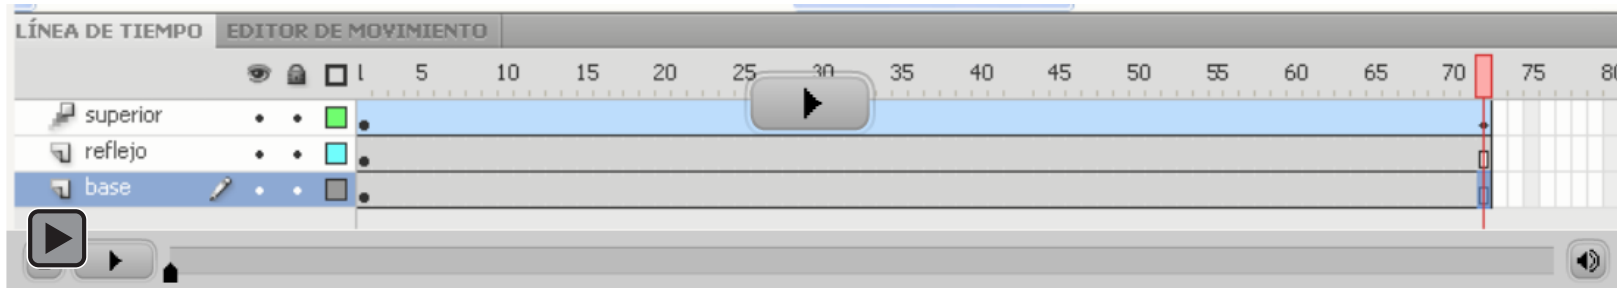 LÍNEA DE TIEMPO EDITOR DE MOVIMIENTO
1 5 10 15 20 25 30 35 40 45 50 55 60 65 70 75
superior
reflejo
base